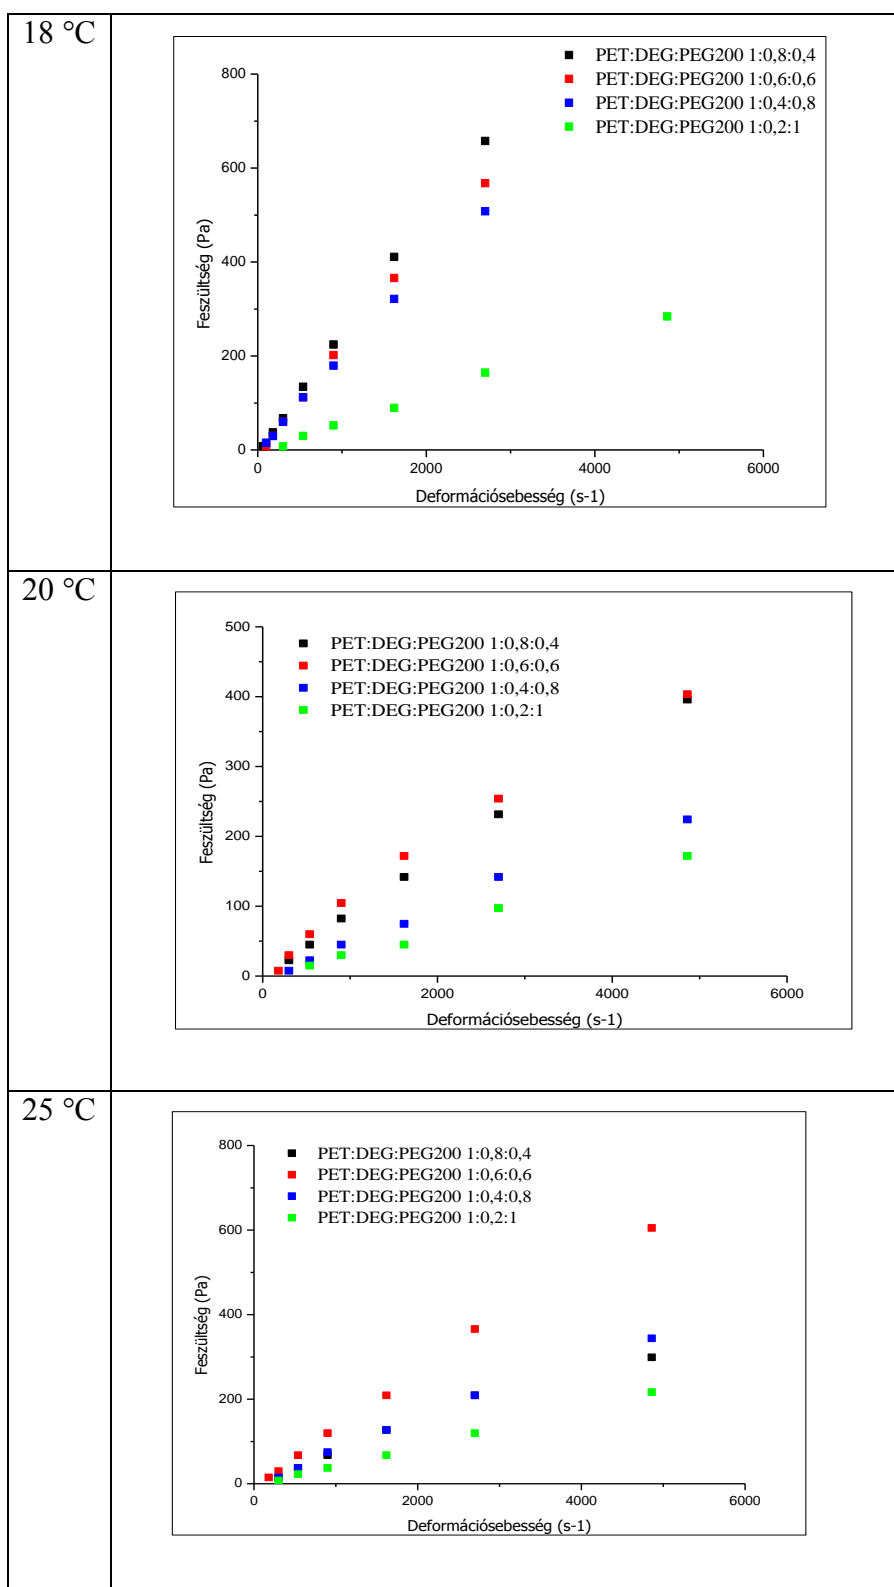 18 °C
PET:DEG:PEG200 1:0,8:0,4
PET:DEG:PEG200 1:0,6:0,6
PET:DEG:PEG200 1:0,4:0,8
PET:DEG:PEG200 1:0,2:1
800
600
400
200
0
Feszültség (Pa)
0 2000 4000 6000
Deformációsebesség (s-1)
20 °C
PET:DEG:PEG200 1:0,8:0,4
PET:DEG:PEG200 1:0,6:0,6
PET:DEG:PEG200 1:0,4:0,8
PET:DEG:PEG200 1:0,2:1
500
400
300
200
100
0
Feszültség (Pa)
0 2000 4000 6000
Deformációsebesség (s-1)
25 °C
PET:DEG:PEG200 1:0,8:0,4
PET:DEG:PEG200 1:0,6:0,6
PET:DEG:PEG200 1:0,4:0,8
PET:DEG:PEG200 1:0,2:1
800
600
400
200
0
Feszültség (Pa)
0 2000 4000 6000
Deformációsebesség (s-1)